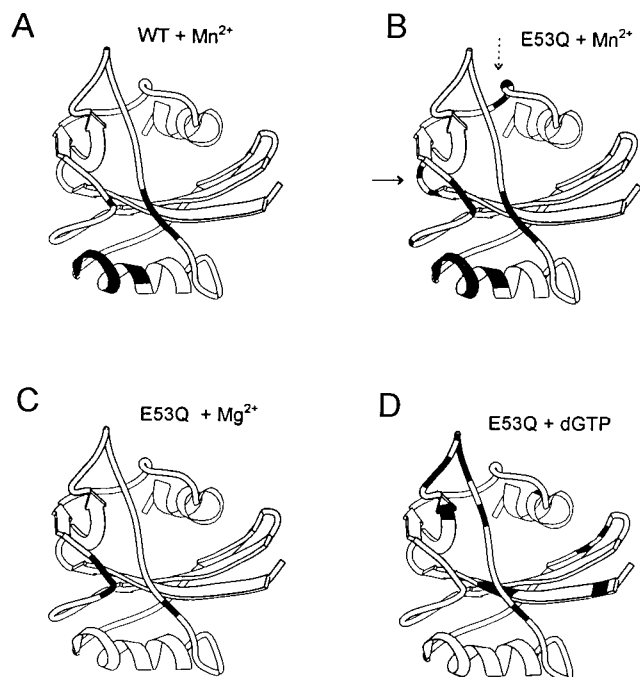 A
WT + Mn²⁺
B
E53Q + Mn²⁺
C
E53Q + Mg²⁺
D
E53Q + dGTP